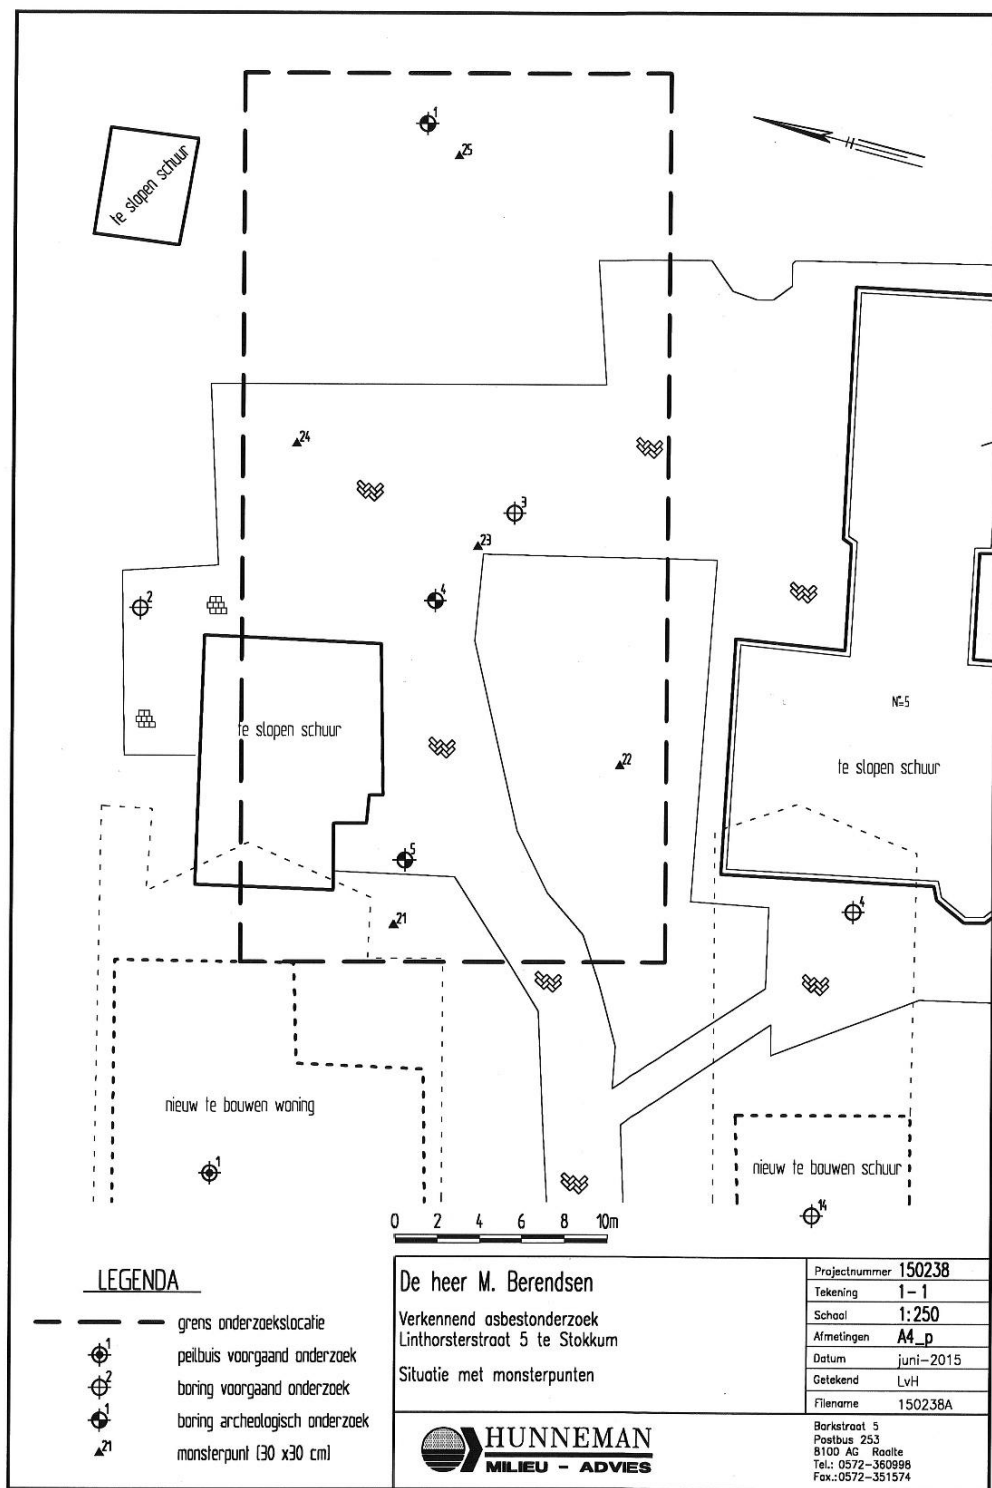 1
25
te slopen schuur
24
3
23
2
4
te slopen schuur
N°=5
22
te slopen schuur
5
4
21
nieuw te bouwen woning
1
nieuw te bouwen schuur
14
0 2 4 6 8 10m
LEGENDA
grens onderzoekslocatie
1 peilbuis voorgaand onderzoek
2 boring voorgaand onderzoek
1 boring archeologisch onderzoek
21 monsterpunt (30 x30 cm)
De heer M. Berendsen
Verkennend asbestonderzoek
Linthorsterstraat 5 te Stokkum
Situatie met monsterpunten
Projectnummer 150238
Tekening 1-1
Schaal 1:250
Afmetingen A4_p
Datum juni-2015
Getekend LvH
Filename 150238A
HUNNEMAN
MILIEU - ADVIES
Barkstraat 5
Postbus 253
8100 AG Raalte
Tel.: 0572-360998
Fax.: 0572-351574